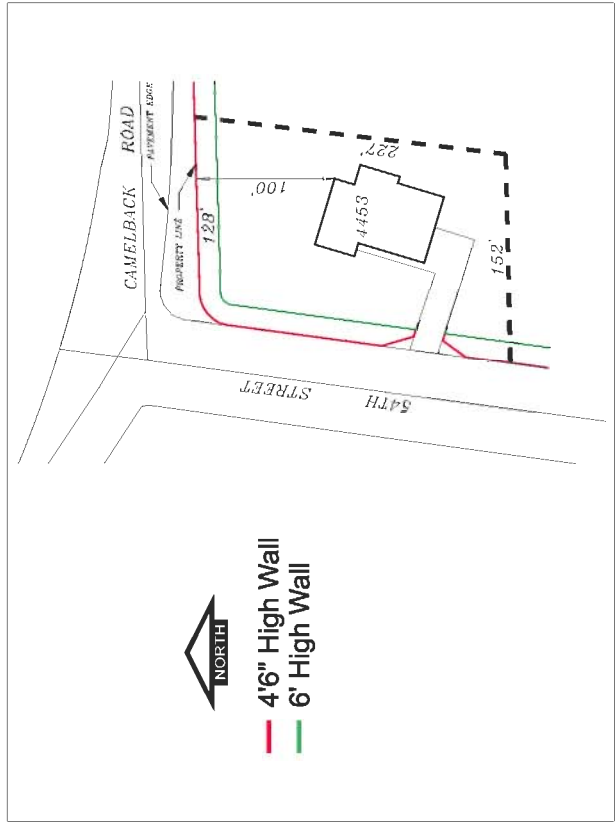 CAMELBACK ROAD
PAVEMENT EDGE
PROPERTY LINE
128'
100'
227'
4453
152'
54TH STREET
NORTH
4'6" High Wall
6' High Wall